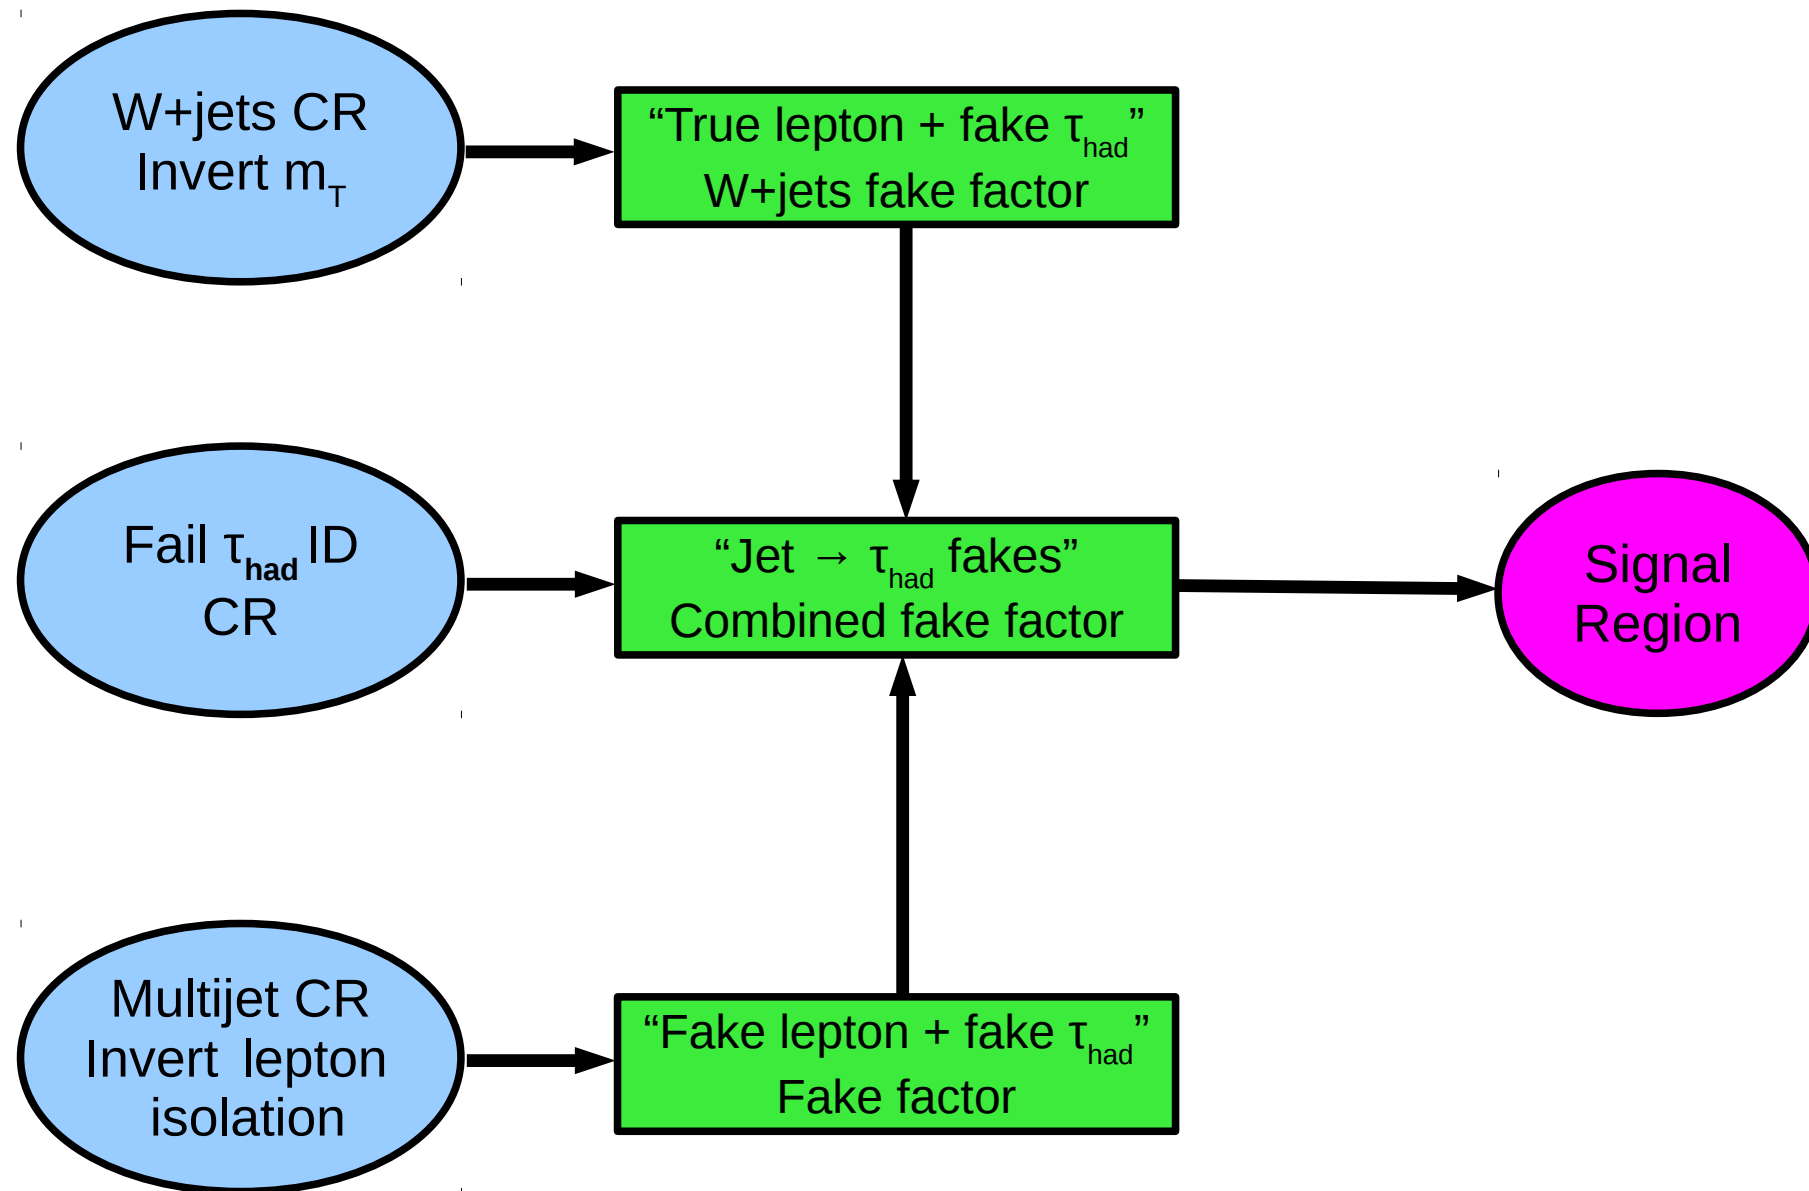 W+jets CR
Invert m_T
“True lepton + fake τ_had”
W+jets fake factor
Fail τ_had ID
CR
“Jet → τ_had fakes”
Combined fake factor
Signal
Region
Multijet CR
Invert lepton
isolation
“Fake lepton + fake τ_had”
Fake factor